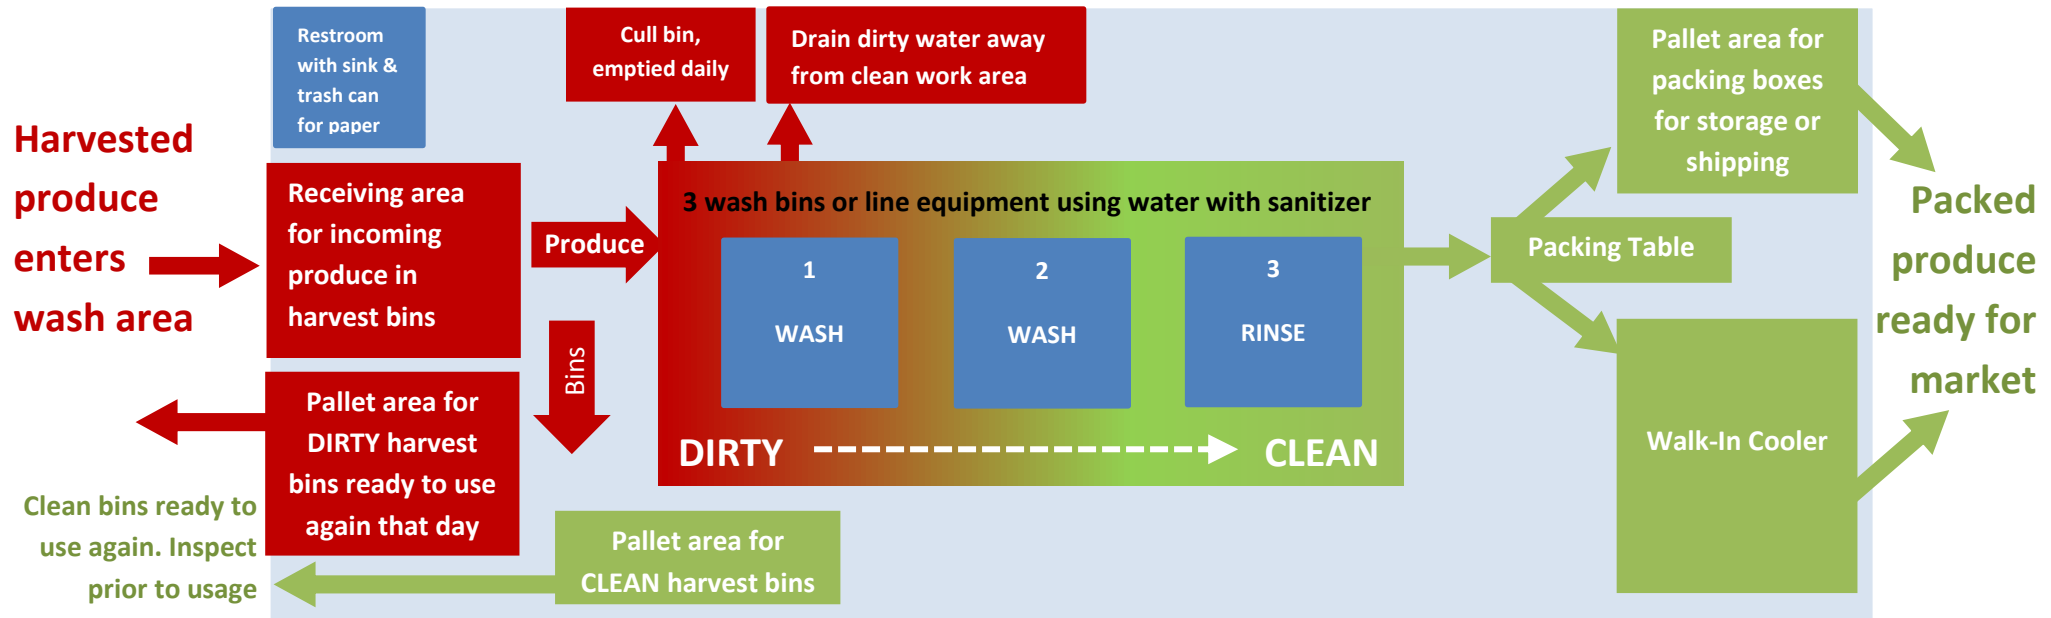 Harvested
produce
enters
wash area
Restroom
with sink &
trash can
for paper
Receiving area
for incoming
produce in
harvest bins
Pallet area for
DIRTY harvest
bins ready to use
again that day
Clean bins ready to
use again. Inspect
prior to usage
Produce
Bins
Pallet area for
CLEAN harvest bins
Cull bin,
emptied daily
Drain dirty water away
from clean work area
3 wash bins or line equipment using water with sanitizer
1
WASH
2
WASH
3
RINSE
DIRTY
CLEAN
Packing Table
Pallet area for
packing boxes
for storage or
shipping
Walk-In Cooler
Packed
produce
ready for
market